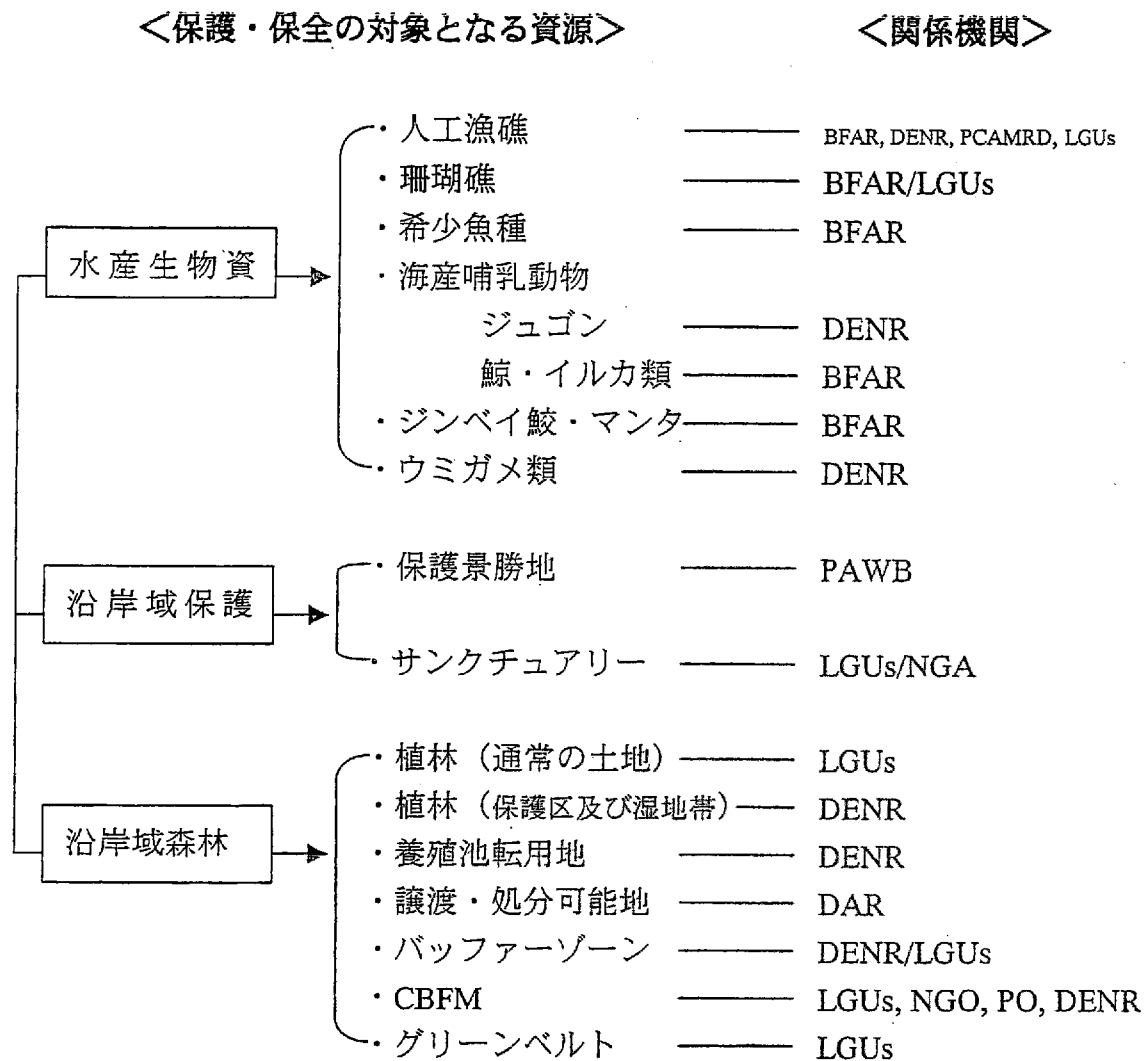 ＜保護・保全の対象となる資源＞ ＜関係機関＞
・人工漁礁 BFAR, DENR, PCAMRD, LGUs
・珊瑚礁 BFAR/LGUs
・希少魚種 BFAR
水産生物資
・海産哺乳動物
ジュゴン DENR
鯨・イルカ類 BFAR
・ジンベイ鮫・マンタ BFAR
・ウミガメ類 DENR
・保護景勝地 PAWB
沿岸域保護
・サンクチュアリー LGUs/NGA
・植林（通常の土地） LGUs
・植林（保護区及び湿地帯） DENR
沿岸域森林
・養殖池転用地 DENR
・譲渡・処分可能地 DAR
・バッファーゾーン DENR/LGUs
・CBFM LGUs, NGO, PO, DENR
・グリーンベルト LGUs